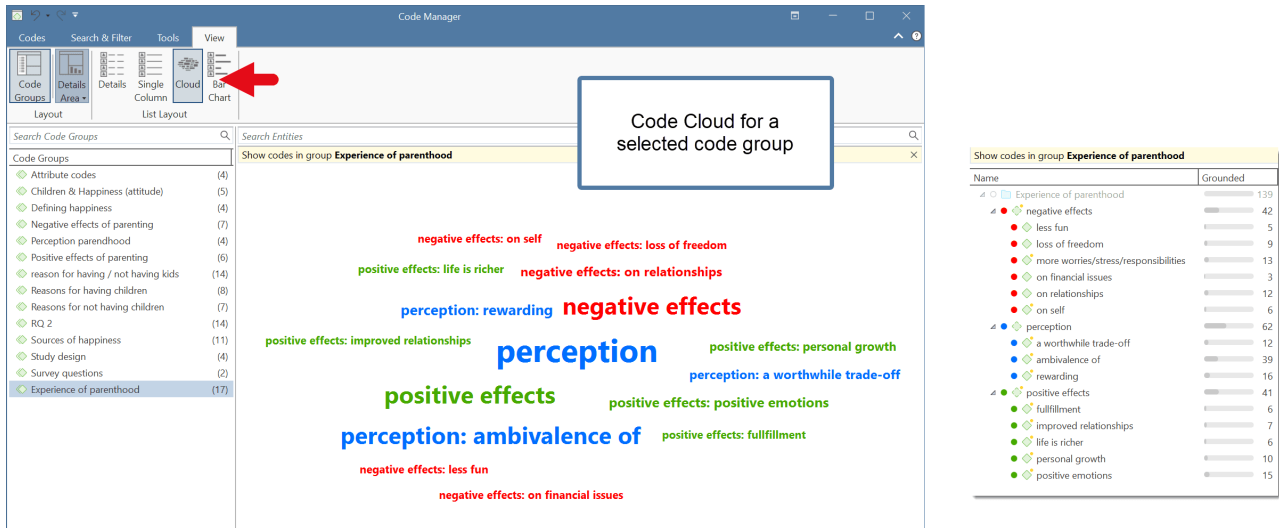 Code Manager
Codes Search & Filter Tools View
Code Groups
Details Area
Details
Single Column
Cloud
Bar Chart
Layout List Layout
Code Cloud for a
selected code group
Search Code Groups
Search Entities
Code Groups
Show codes in group Experience of parenthood
Attribute codes (4)
Children & Happiness (attitude) (5)
Defining happiness (4)
Negative effects of parenting (7)
Perception parendhood (4)
Positive effects of parenting (6)
reason for having / not having kids (14)
Reasons for having children (8)
Reasons for not having children (7)
RQ 2 (14)
Sources of happiness (11)
Study design (4)
Survey questions (2)
Experience of parenthood (17)
negative effects: on self
negative effects: loss of freedom
positive effects: life is richer
negative effects: on relationships
perception: rewarding
negative effects
positive effects: improved relationships
perception
positive effects: personal growth
perception: a worthwhile trade-off
positive effects
positive effects: positive emotions
perception: ambivalence of
positive effects: fullfillment
negative effects: less fun
negative effects: on financial issues
Show codes in group Experience of parenthood
Name Grounded
Experience of parenthood 139
negative effects 42
less fun 5
loss of freedom 9
more worries/stress/responsibilities 13
on financial issues 3
on relationships 12
on self 6
perception 62
a worthwhile trade-off 12
ambivalence of 39
rewarding 16
positive effects 41
fullfillment 6
improved relationships 7
life is richer 6
personal growth 10
positive emotions 15